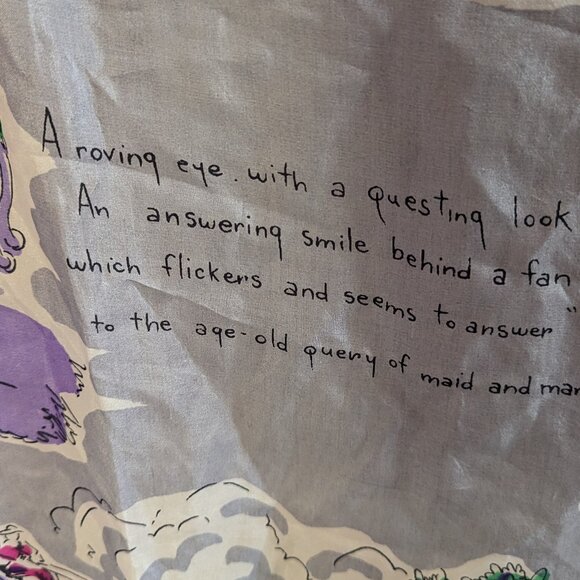 A roving eye. with a questing look
An answering smile behind a fan
which flickers and seems to answer "
to the age-old query of maid and man